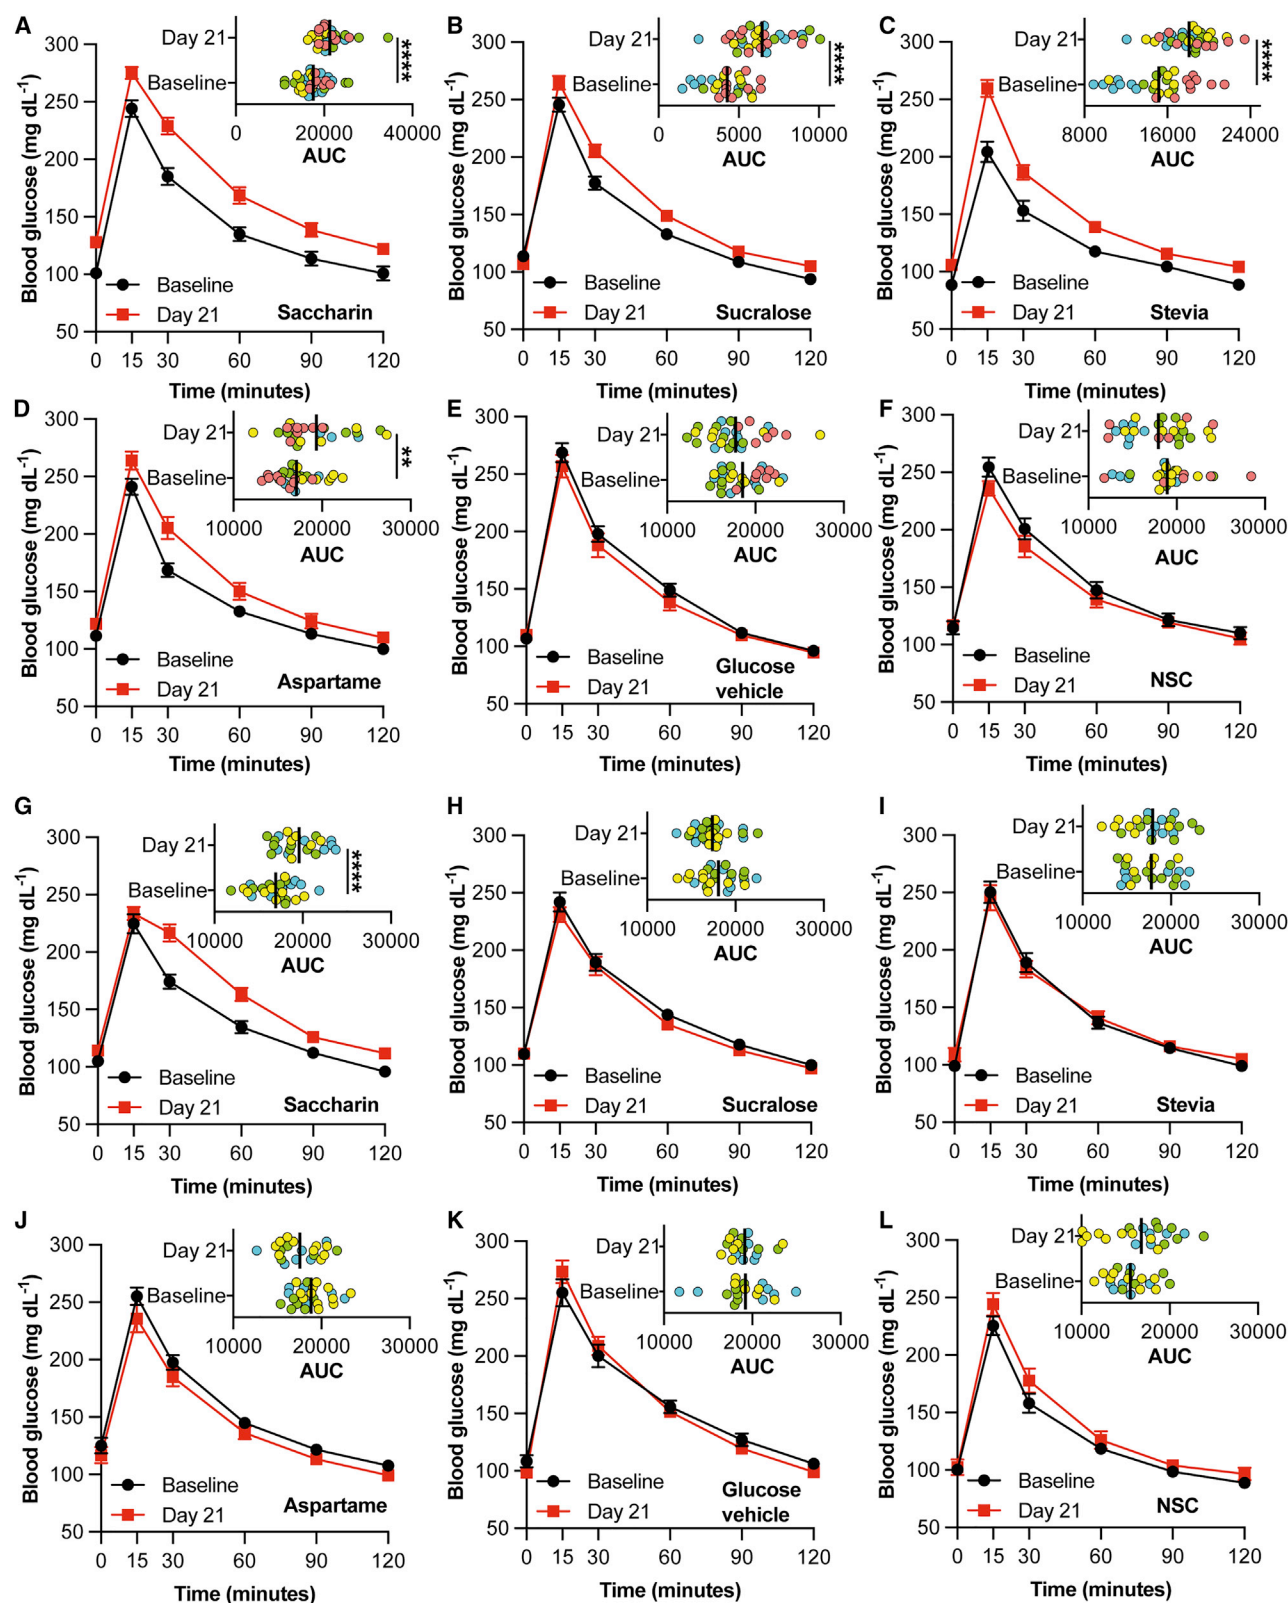 A
Blood glucose (mg dL-1)
300
250
200
150
100
50
0 15 30 60 90 120
Time (minutes)
Baseline
Day 21
Saccharin
Day 21
Baseline
****
0 20000 40000
AUC
B
Blood glucose (mg dL-1)
300
250
200
150
100
50
0 15 30 60 90 120
Time (minutes)
Baseline
Day 21
Sucralose
Day 21
Baseline
****
0 5000 10000
AUC
C
Blood glucose (mg dL-1)
300
250
200
150
100
50
0 15 30 60 90 120
Time (minutes)
Baseline
Day 21
Stevia
Day 21
Baseline
****
8000 16000 24000
AUC
D
Blood glucose (mg dL-1)
300
250
200
150
100
50
0 15 30 60 90 120
Time (minutes)
Baseline
Day 21
Aspartame
Day 21
Baseline
**
10000 20000 30000
AUC
E
Blood glucose (mg dL-1)
300
250
200
150
100
50
0 15 30 60 90 120
Time (minutes)
Baseline
Day 21
Glucose
vehicle
Day 21
Baseline
10000 20000 30000
AUC
F
Blood glucose (mg dL-1)
300
250
200
150
100
50
0 15 30 60 90 120
Time (minutes)
Baseline
Day 21
NSC
Day 21
Baseline
10000 20000 30000
AUC
G
Blood glucose (mg dL-1)
300
250
200
150
100
50
0 15 30 60 90 120
Time (minutes)
Baseline
Day 21
Saccharin
Day 21
Baseline
****
10000 20000 30000
AUC
H
Blood glucose (mg dL-1)
300
250
200
150
100
50
0 15 30 60 90 120
Time (minutes)
Baseline
Day 21
Sucralose
Day 21
Baseline
10000 20000 30000
AUC
I
Blood glucose (mg dL-1)
300
250
200
150
100
50
0 15 30 60 90 120
Time (minutes)
Baseline
Day 21
Stevia
Day 21
Baseline
10000 20000 30000
AUC
J
Blood glucose (mg dL-1)
300
250
200
150
100
50
0 15 30 60 90 120
Time (minutes)
Baseline
Day 21
Aspartame
Day 21
Baseline
10000 20000 30000
AUC
K
Blood glucose (mg dL-1)
300
250
200
150
100
50
0 15 30 60 90 120
Time (minutes)
Baseline
Day 21
Glucose
vehicle
Day 21
Baseline
10000 20000 30000
AUC
L
Blood glucose (mg dL-1)
300
250
200
150
100
50
0 15 30 60 90 120
Time (minutes)
Baseline
Day 21
NSC
Day 21
Baseline
10000 20000 30000
AUC